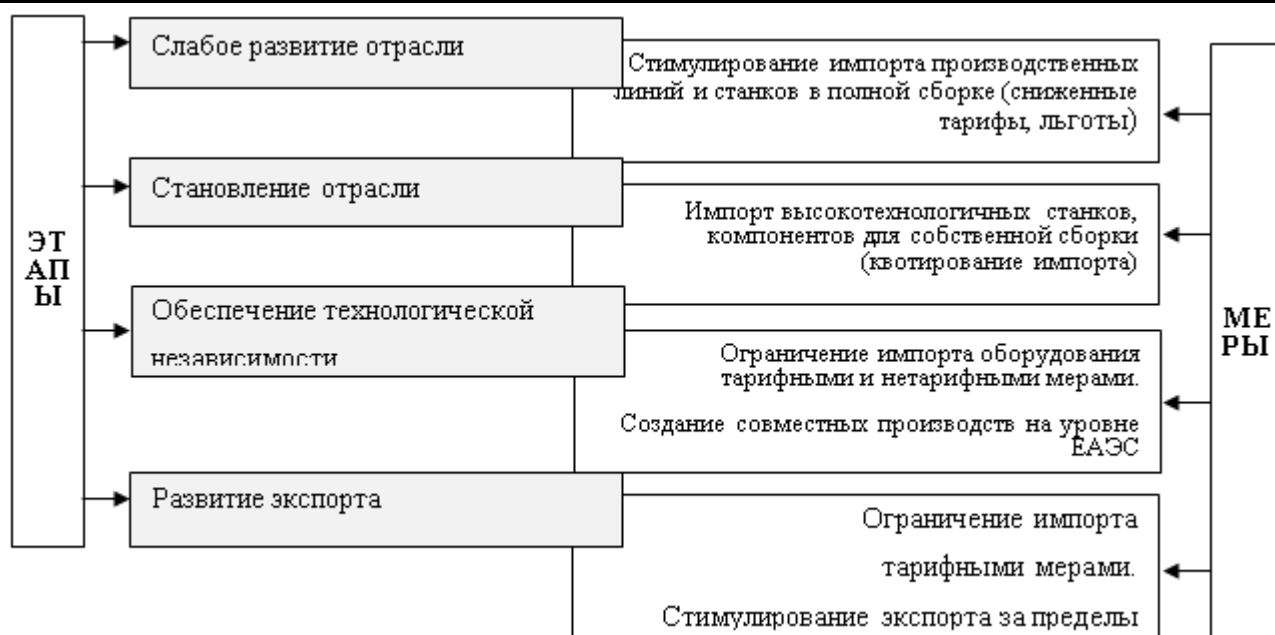 ЭТ
АП
Ы
Слабое развитие отрасли
Стимулирование импорта производственных
линий и станков в полной сборке (сниженные
тарифы, льготы)
Становление отрасли
Импорт высокотехнологичных станков,
компонентов для собственной сборки
(квотирование импорта)
Обеспечение технологической
независимости
Ограничение импорта оборудования
тарифными и нетарифными мерами.
Создание совместных производств на уровне
ЕАЭС
Развитие экспорта
Ограничение импорта
тарифными мерами.
Стимулирование экспорта за пределы
МЕ
РЫ